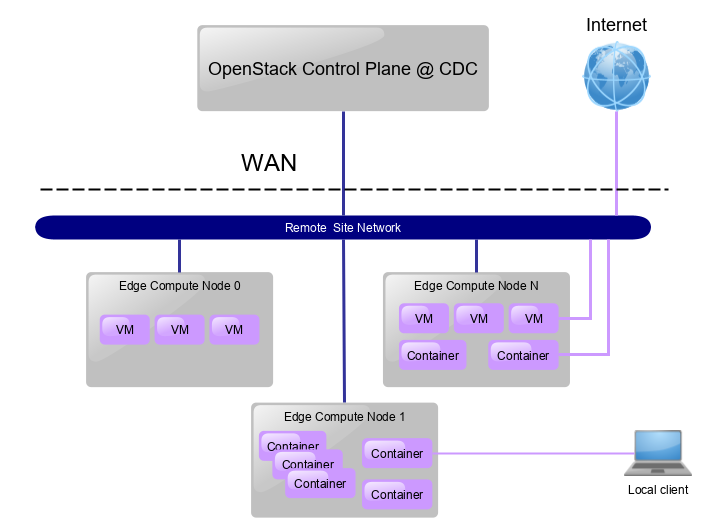 Internet
OpenStack Control Plane @ CDC
WAN
Remote Site Network
Edge Compute Node 0
VM VM VM
Edge Compute Node N
VM VM VM
Container Container
Edge Compute Node 1
Container
Container
Container
Container
Container
Local client